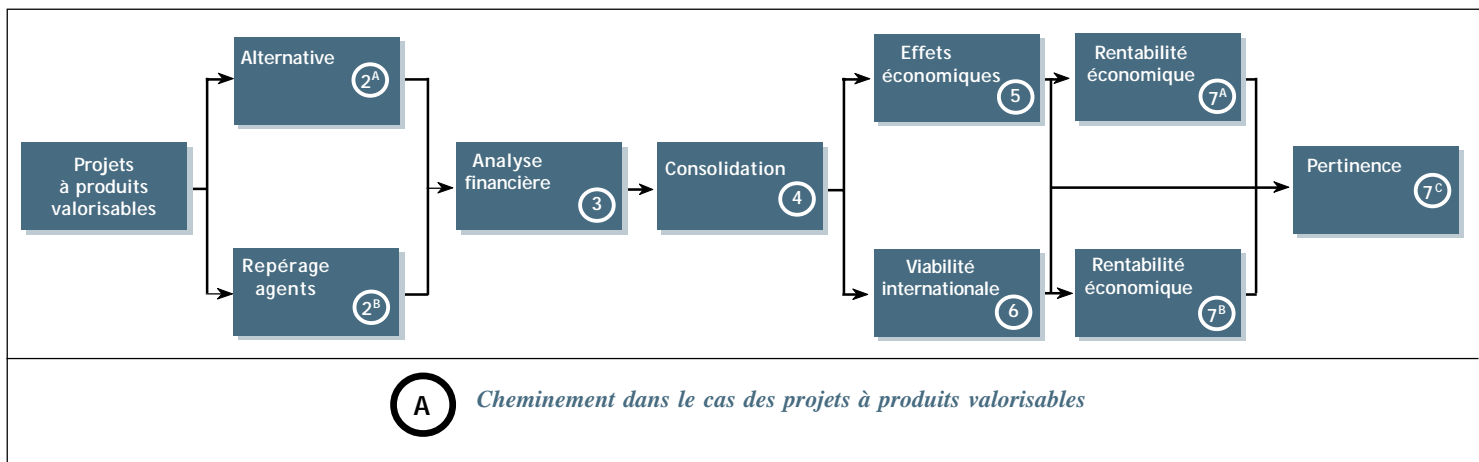 Projets
à produits
valorisables
Alternative
2A
Repérage
agents
2B
Analyse
financière
3
Consolidation
4
Effets
économiques
5
Viabilité
internationale
6
Rentabilité
économique
7A
Rentabilité
économique
7B
Pertinence
7C
A
Cheminement dans le cas des projets à produits valorisables